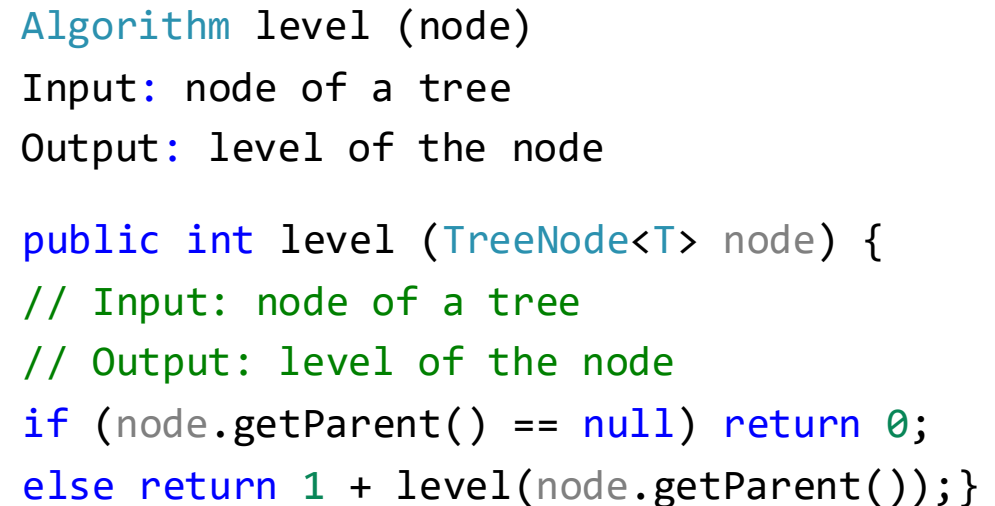 Algorithm level (node)
Input: node of a tree
Output: level of the node
public int level (TreeNode<T> node) {
// Input: node of a tree
// Output: level of the node
if (node.getParent() == null) return 0;
else return 1 + level(node.getParent());}